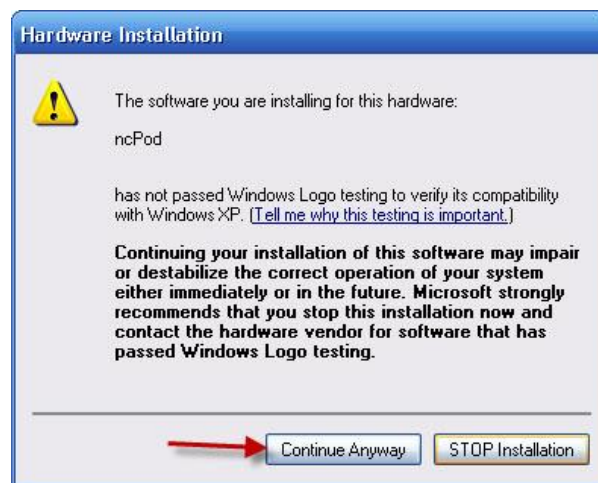 Hardware Installation
The software you are installing for this hardware:
ncPod
has not passed Windows Logo testing to verify its compatibility
with Windows XP. (Tell me why this testing is important.)
Continuing your installation of this software may impair
or destabilize the correct operation of your system
either immediately or in the future. Microsoft strongly
recommends that you stop this installation now and
contact the hardware vendor for software that has
passed Windows Logo testing.
Continue Anyway
STOP Installation